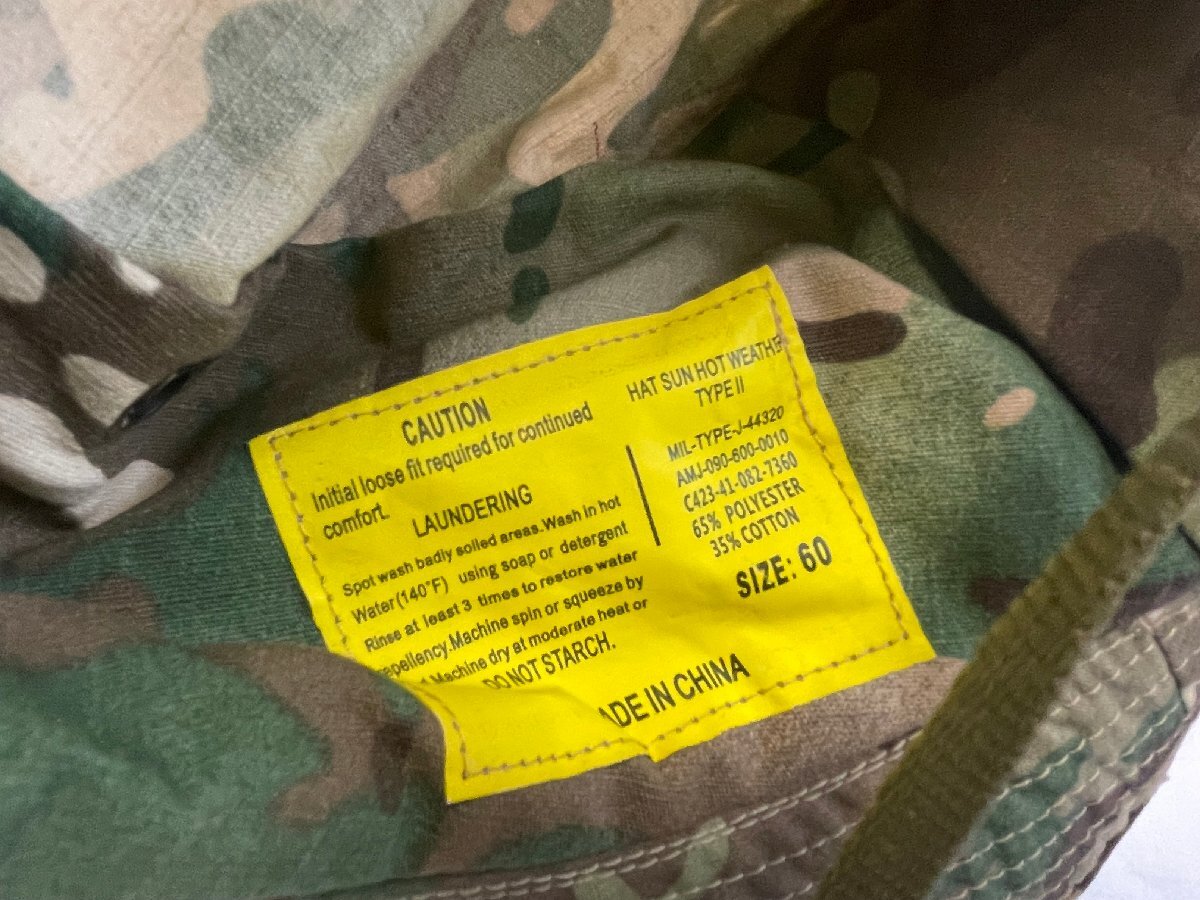 CAUTION
Initial loose fit required for continued
comfort.
LAUNDERING
Spot wash badly soiled areas.Wash in hot
Water (140°F) using soap or detergent
Rinse at least 3 times to restore water
epellency.Machine spin or squeeze by
Machine dry at moderate heat or
DO NOT STARCH.
HAT SUN HOT WEATHE
TYPE II
MIL-TYPE-J-44320
AMJ-090-600-0010
C423-41-082-7360
65% POLYESTER
35% COTTON
SIZE: 60
ADE IN CHINA